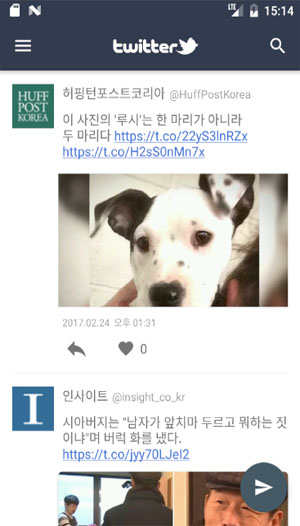 LTE 15:14
twitter
HUFF
POST
KOREA
허핑턴포스트코리아 @HuffPostKorea
이 사진의 '루시'는 한 마리가 아니라
두 마리다 https://t.co/22yS3lnRZx
https://t.co/H2sS0nMn7x
2017.02.24 오후 01:31
0
I
인사이트 @insight_co_kr
시아버지는 "남자가 앞치마 두르고 뭐하는 짓
이냐"며 버럭 화를 냈다.
https://t.co/jyy70LJeI2